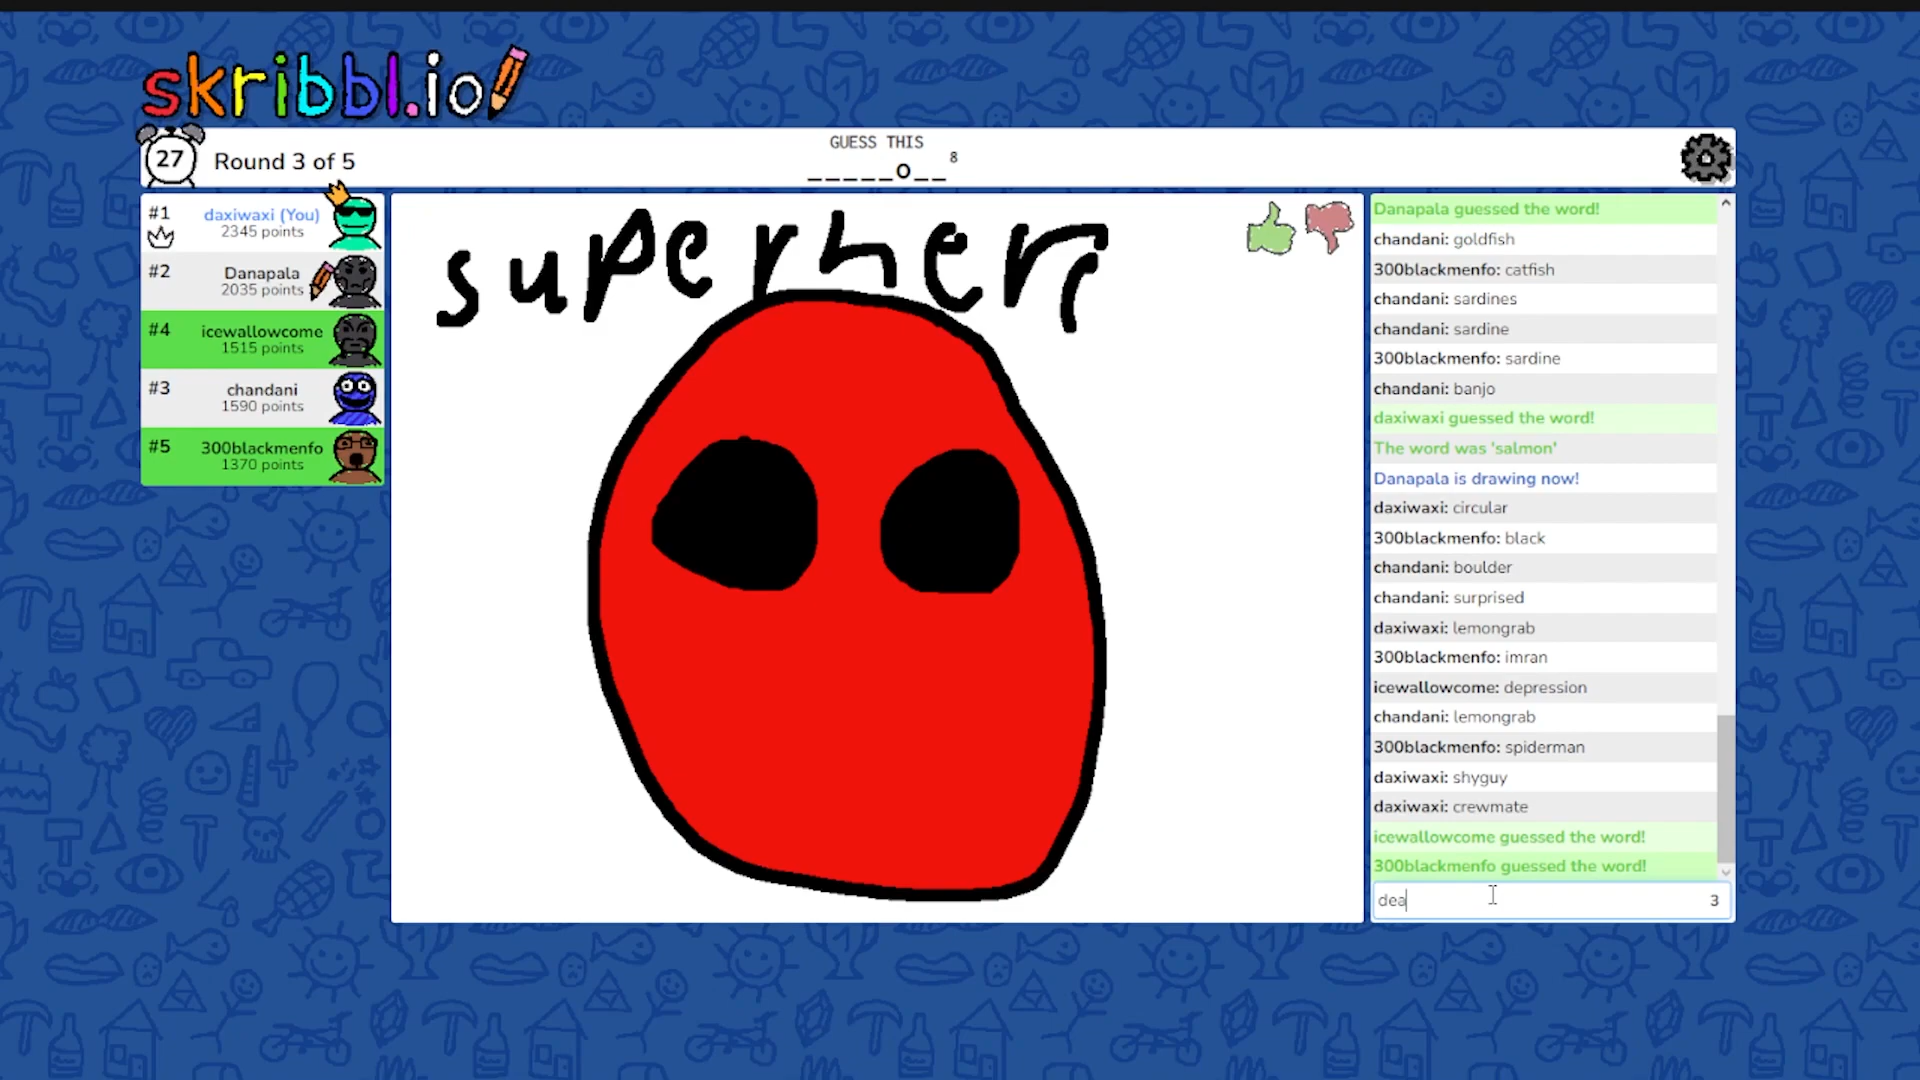 skribbl.io
27
Round 3 of 5
GUESS THIS
_____o__ 8
#1 daxiwaxi (You)
2345 points
#2 Danapala
2035 points
#4 icewallowcome
1515 points
#3 chandani
1590 points
#5 300blackmenfo
1370 points
superher
Danapala guessed the word!
chandani: goldfish
300blackmenfo: catfish
chandani: sardines
chandani: sardine
300blackmenfo: sardine
chandani: banjo
daxiwaxi guessed the word!
The word was 'salmon'
Danapala is drawing now!
daxiwaxi: circular
300blackmenfo: black
chandani: boulder
chandani: surprised
daxiwaxi: lemongrab
300blackmenfo: imran
icewallowcome: depression
chandani: lemongrab
300blackmenfo: spiderman
daxiwaxi: shyguy
daxiwaxi: crewmate
icewallowcome guessed the word!
300blackmenfo guessed the word!
dea 3